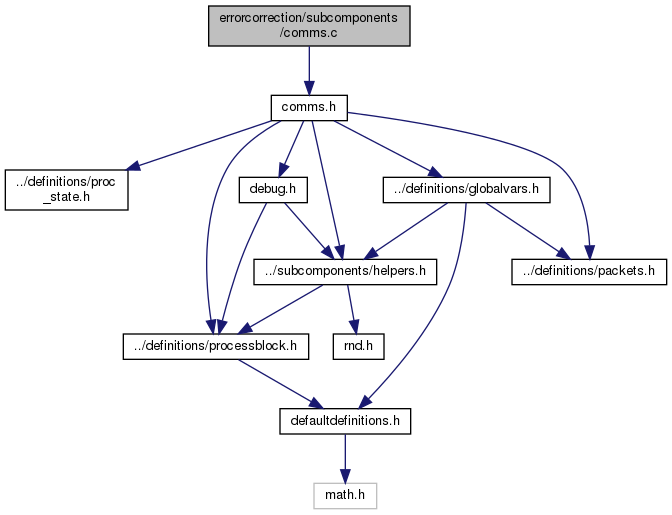 errorcorrection/subcomponents
/comms.c
comms.h
../definitions/proc
_state.h
debug.h
../definitions/globalvars.h
../subcomponents/helpers.h
../definitions/packets.h
../definitions/processblock.h
rnd.h
defaultdefinitions.h
math.h